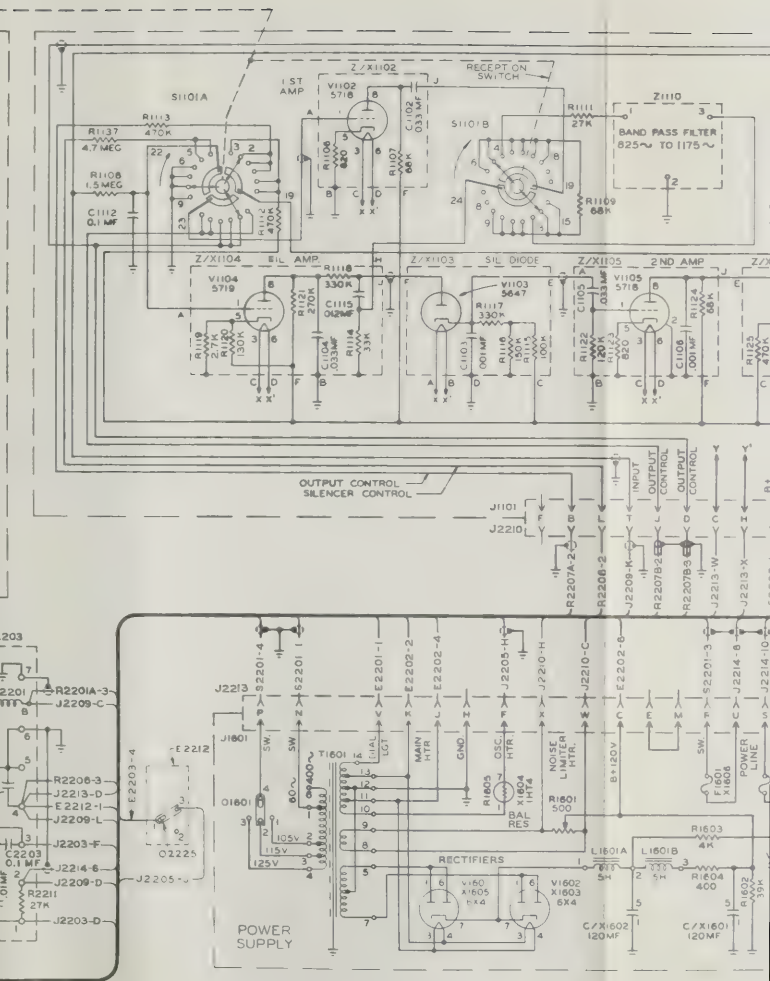 Z/X1102
RECEPTION
SWITCH
1 ST
AMP
V1102
5718
S1101A
C1102
.033 MF
S1101B
Z1110
R1113
470K
R1137
4.7 MEG
R1111
27K
BAND PASS FILTER
825~ TO 1175~
R1108
1.5 MEG
R1106
820
R1107
68K
C1112
0.1 MF
R1112
470K
R1109
68K
Z/X1104
SIL AMP.
R1118
330K
Z/X1103
SIL DIODE
Z/X1105
2ND AMP
V1104
5719
R1121
270K
C1115
.012MF
V1103
5647
R1117
330K
C1105
.033MF
V1105
5718
R1124
68K
R1119
2.7K
R1120
130K
C1104
.033MF
R1114
33K
C1103
.001 MF
R1116
150K
R1115
100K
R1122
120K
R1123
820
C1106
.001 MF
R1125
470K
OUTPUT CONTROL
SILENCER CONTROL
INPUT
OUTPUT
CONTROL
OUTPUT
CONTROL
B+
J1101
F B L T J D C H
J2210
R2207A-2
R2208-2
J2209-K
R2207B-2
R2207B-3
J2213-W
J2213-X
S2201-4
S2201-1
E2201-1
E2202-2
E2202-4
J2205-H
J2210-H
J2210-C
E2202-8
S2201-3
J2214-8
J2214-10
J2213
P N V K J H F X W C E M F U S
J1601
SW.
SW
DIAL
LGT
MAIN
HTR
GND
OSC.
HTR
NOISE
LIMITER
HTR.
B+120V
SW.
POWER
LINE
F1601
X1606
T1601
60~
400~
O1601
105V
115V
125V
R1605
X1604
HT4
BAL
RES
R1601
500
R1603
4K
RECTIFIERS
L1601A
5H
L1601B
5H
R1604
400
R1602
39K
X1605
6X4
V1602
X1603
6X4
C/X1602
120MF
C/X1601
120MF
POWER
SUPPLY
R2201A-3
J2209-C
E2203-4
E2212
R2206-3
J2213-D
E2212-1
J2209-L
J2203-F
C2203
0.1 MF
J2214-6
J2209-D
R2211
27K
J2203-D
O2225